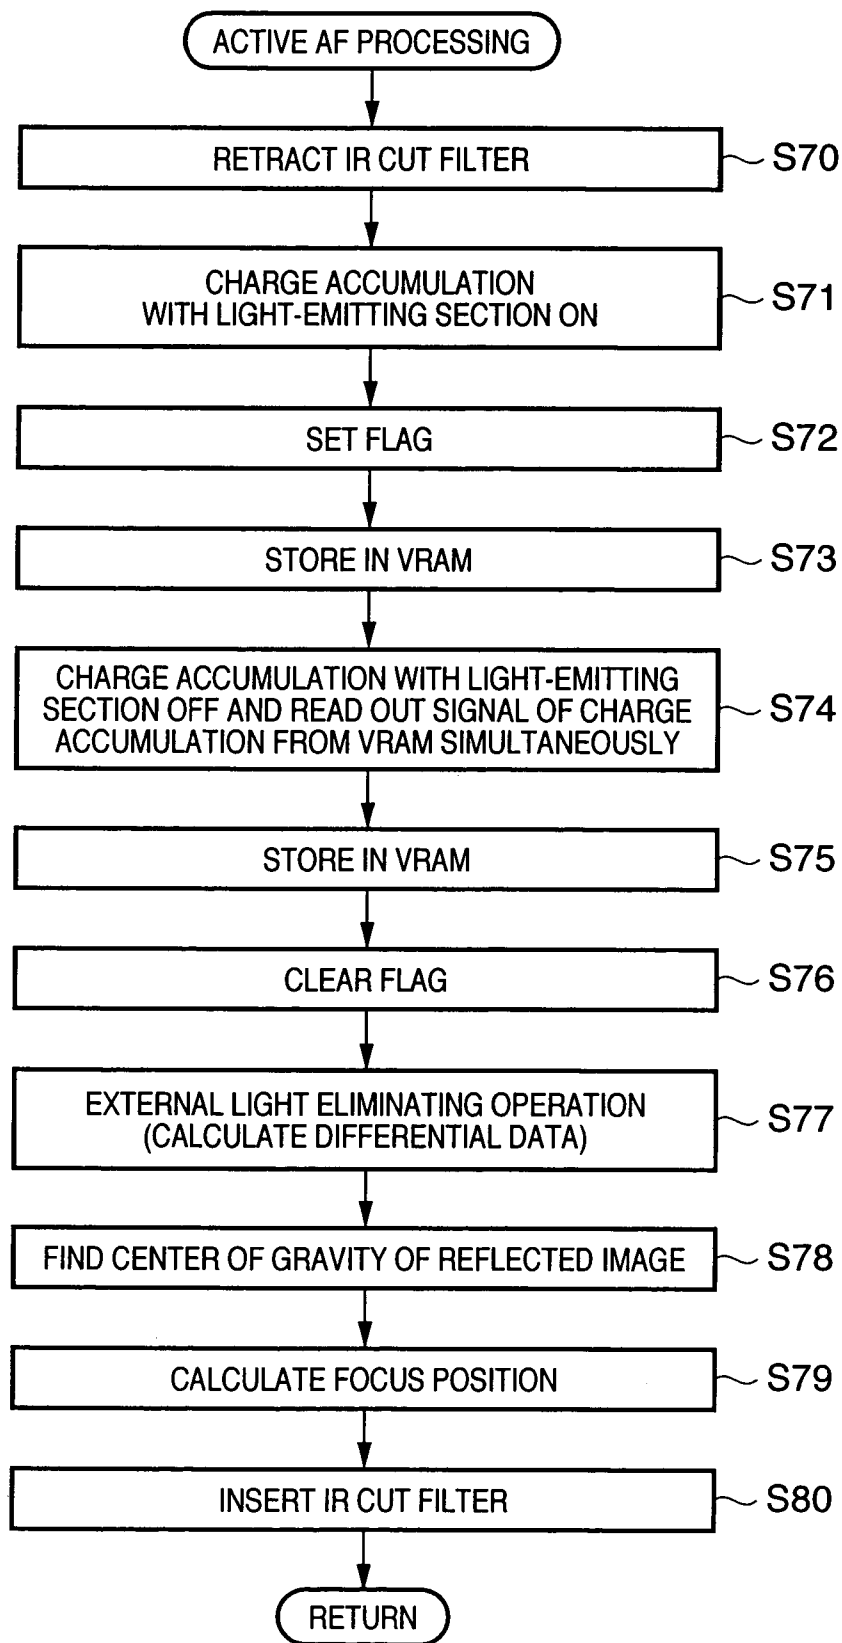 ACTIVE AF PROCESSING
RETRACT IR CUT FILTER
S70
CHARGE ACCUMULATION
WITH LIGHT-EMITTING SECTION ON
S71
SET FLAG
S72
STORE IN VRAM
S73
CHARGE ACCUMULATION WITH LIGHT-EMITTING
SECTION OFF AND READ OUT SIGNAL OF CHARGE
ACCUMULATION FROM VRAM SIMULTANEOUSLY
S74
STORE IN VRAM
S75
CLEAR FLAG
S76
EXTERNAL LIGHT ELIMINATING OPERATION
(CALCULATE DIFFERENTIAL DATA)
S77
FIND CENTER OF GRAVITY OF REFLECTED IMAGE
S78
CALCULATE FOCUS POSITION
S79
INSERT IR CUT FILTER
S80
RETURN